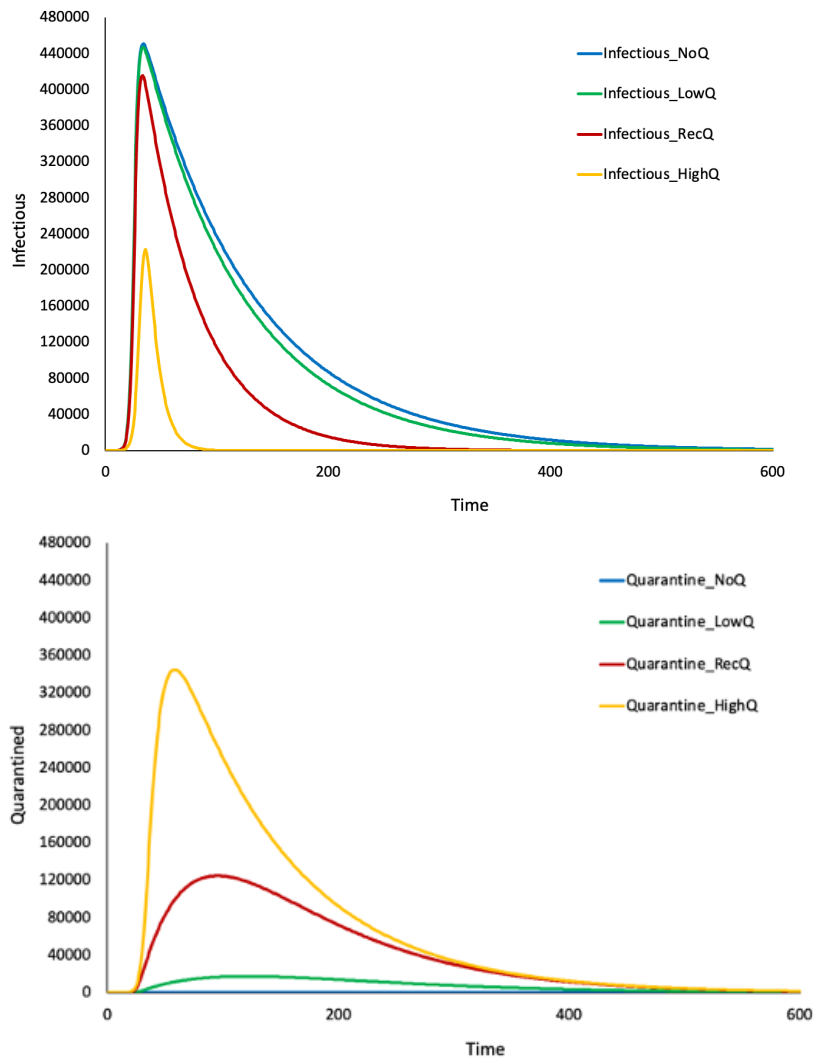 480000
440000
400000
360000
320000
280000
240000
200000
160000
120000
80000
40000
0
Infectious
Infectious_NoQ
Infectious_LowQ
Infectious_RecQ
Infectious_HighQ
0 200 400 600
Time
480000
440000
400000
360000
320000
280000
240000
200000
160000
120000
80000
40000
0
Quarantined
Quarantine_NoQ
Quarantine_LowQ
Quarantine_RecQ
Quarantine_HighQ
0 200 400 600
Time